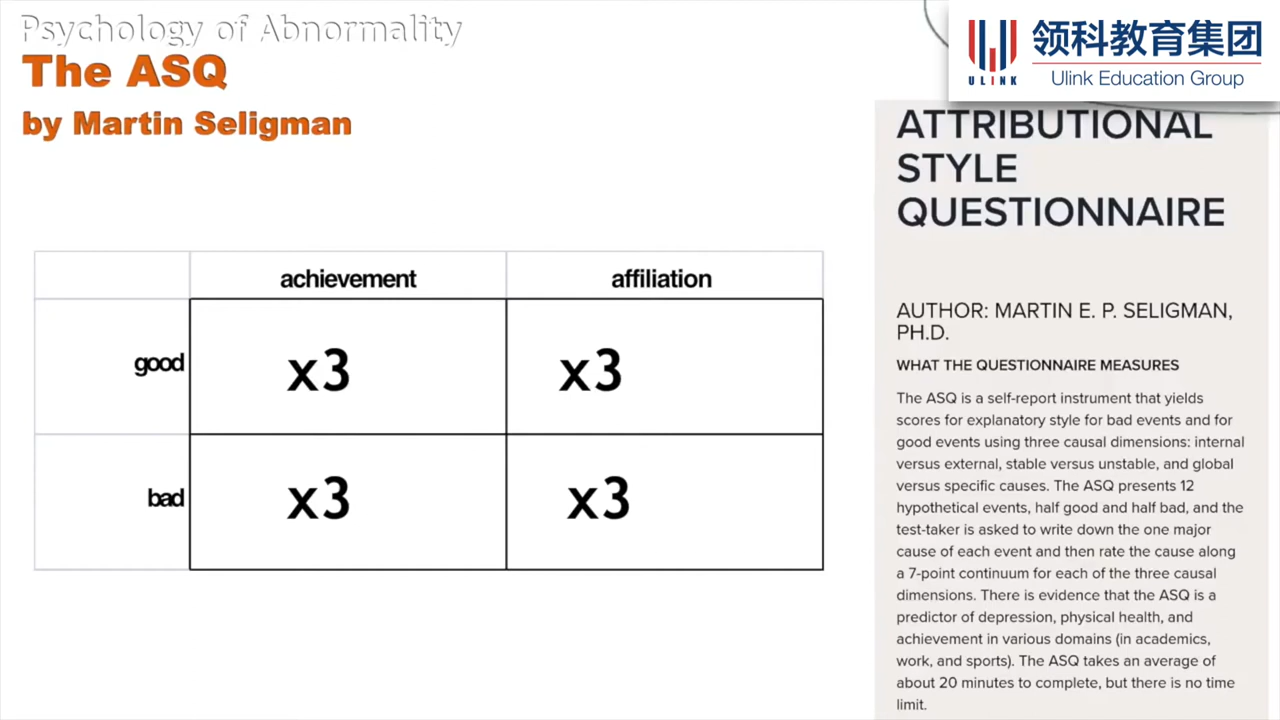 Psychology of Abnormality
The ASQ
by Martin Seligman
achievement
affiliation
good
x3
x3
bad
x3
x3
ULINK
领科教育集团
Ulink Education Group
ATTRIBUTIONAL
STYLE
QUESTIONNAIRE
AUTHOR: MARTIN E. P. SELIGMAN,
PH.D.
WHAT THE QUESTIONNAIRE MEASURES
The ASQ is a self-report instrument that yields
scores for explanatory style for bad events and for
good events using three causal dimensions: internal
versus external, stable versus unstable, and global
versus specific causes. The ASQ presents 12
hypothetical events, half good and half bad, and the
test-taker is asked to write down the one major
cause of each event and then rate the cause along
a 7-point continuum for each of the three causal
dimensions. There is evidence that the ASQ is a
predictor of depression, physical health, and
achievement in various domains (in academics,
work, and sports). The ASQ takes an average of
about 20 minutes to complete, but there is no time
limit.